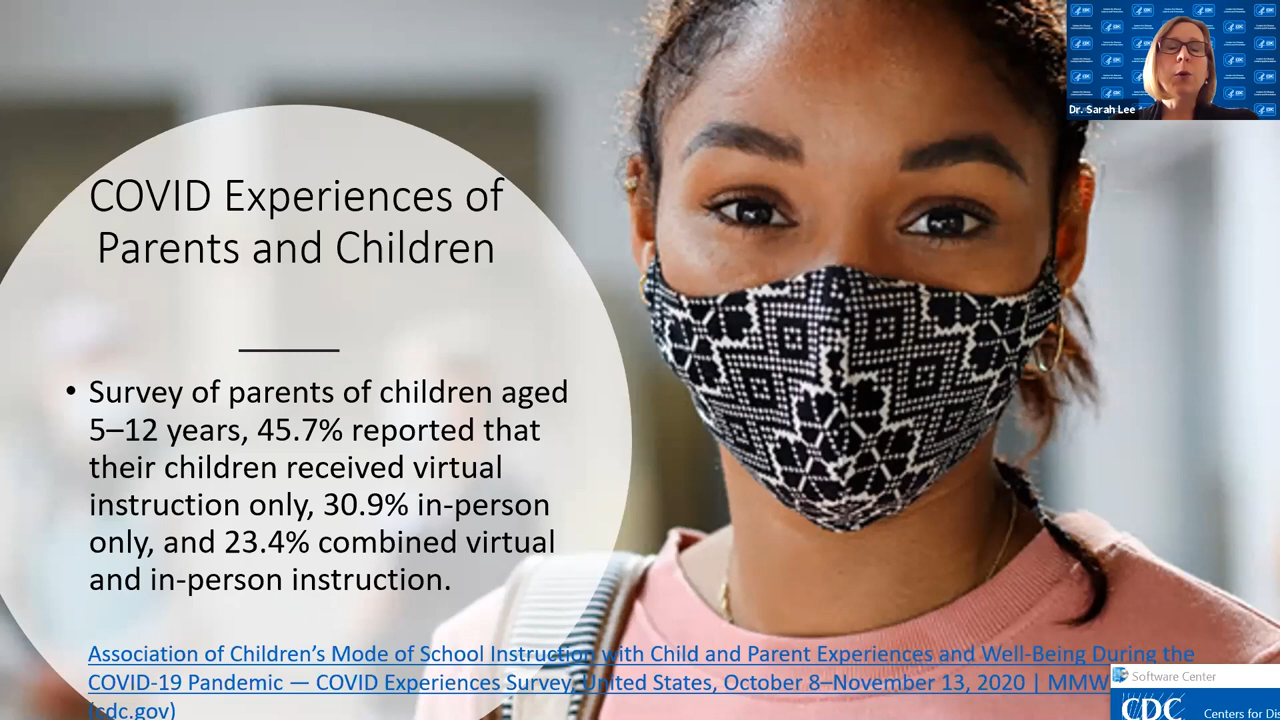 COVID Experiences of
Parents and Children
• Survey of parents of children aged
5–12 years, 45.7% reported that
their children received virtual
instruction only, 30.9% in-person
only, and 23.4% combined virtual
and in-person instruction.
Association of Children's Mode of School Instruction with Child and Parent Experiences and Well-Being During the
COVID-19 Pandemic — COVID Experiences Survey, United States, October 8–November 13, 2020 | MMW
(cdc.gov)
Dr. Sarah Lee
Software Center
CDC
Centers for Dis